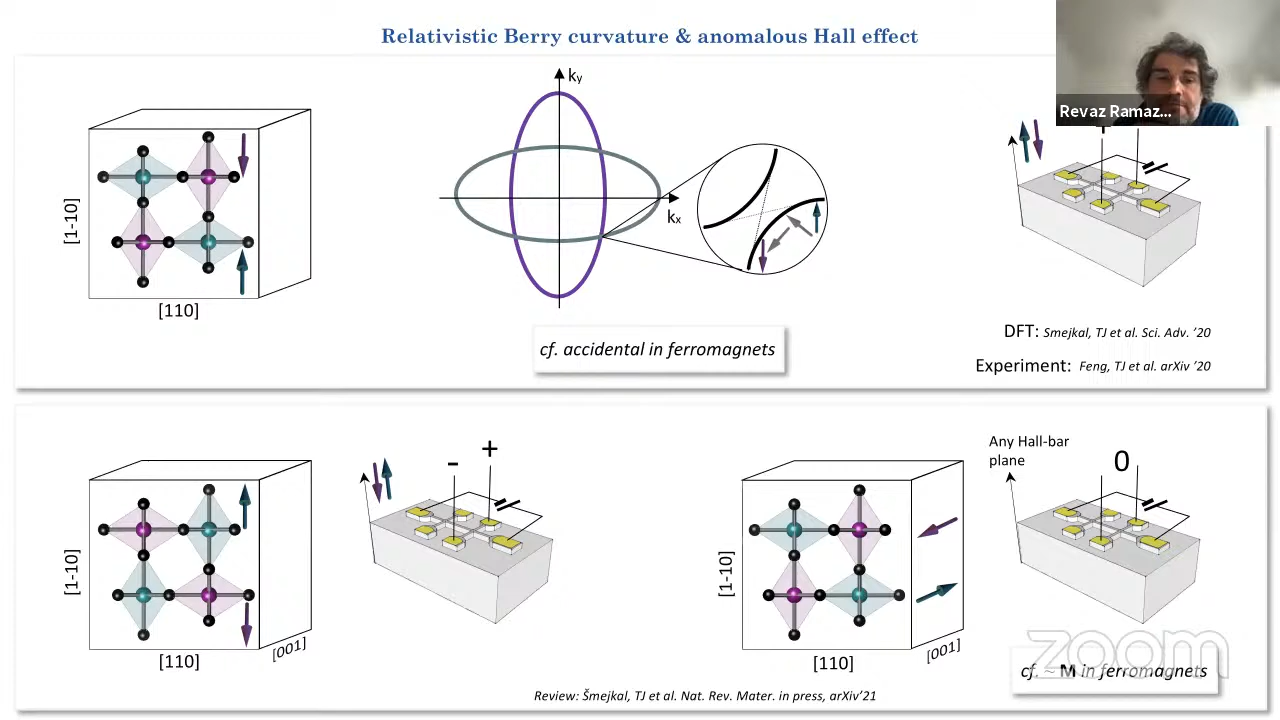 Relativistic Berry curvature & anomalous Hall effect
Revaz Ramaz...
ky
kx
[1-10]
[110]
cf. accidental in ferromagnets
DFT: Smejkal, TJ et al. Sci. Adv. '20
Experiment: Feng, TJ et al. arXiv '20
[1-10]
[110]
[001]
- +
[1-10]
[110]
[001]
Any Hall-bar
plane
0
zoom
cf. ~ M in ferromagnets
Review: Šmejkal, TJ et al. Nat. Rev. Mater. in press, arXiv'21